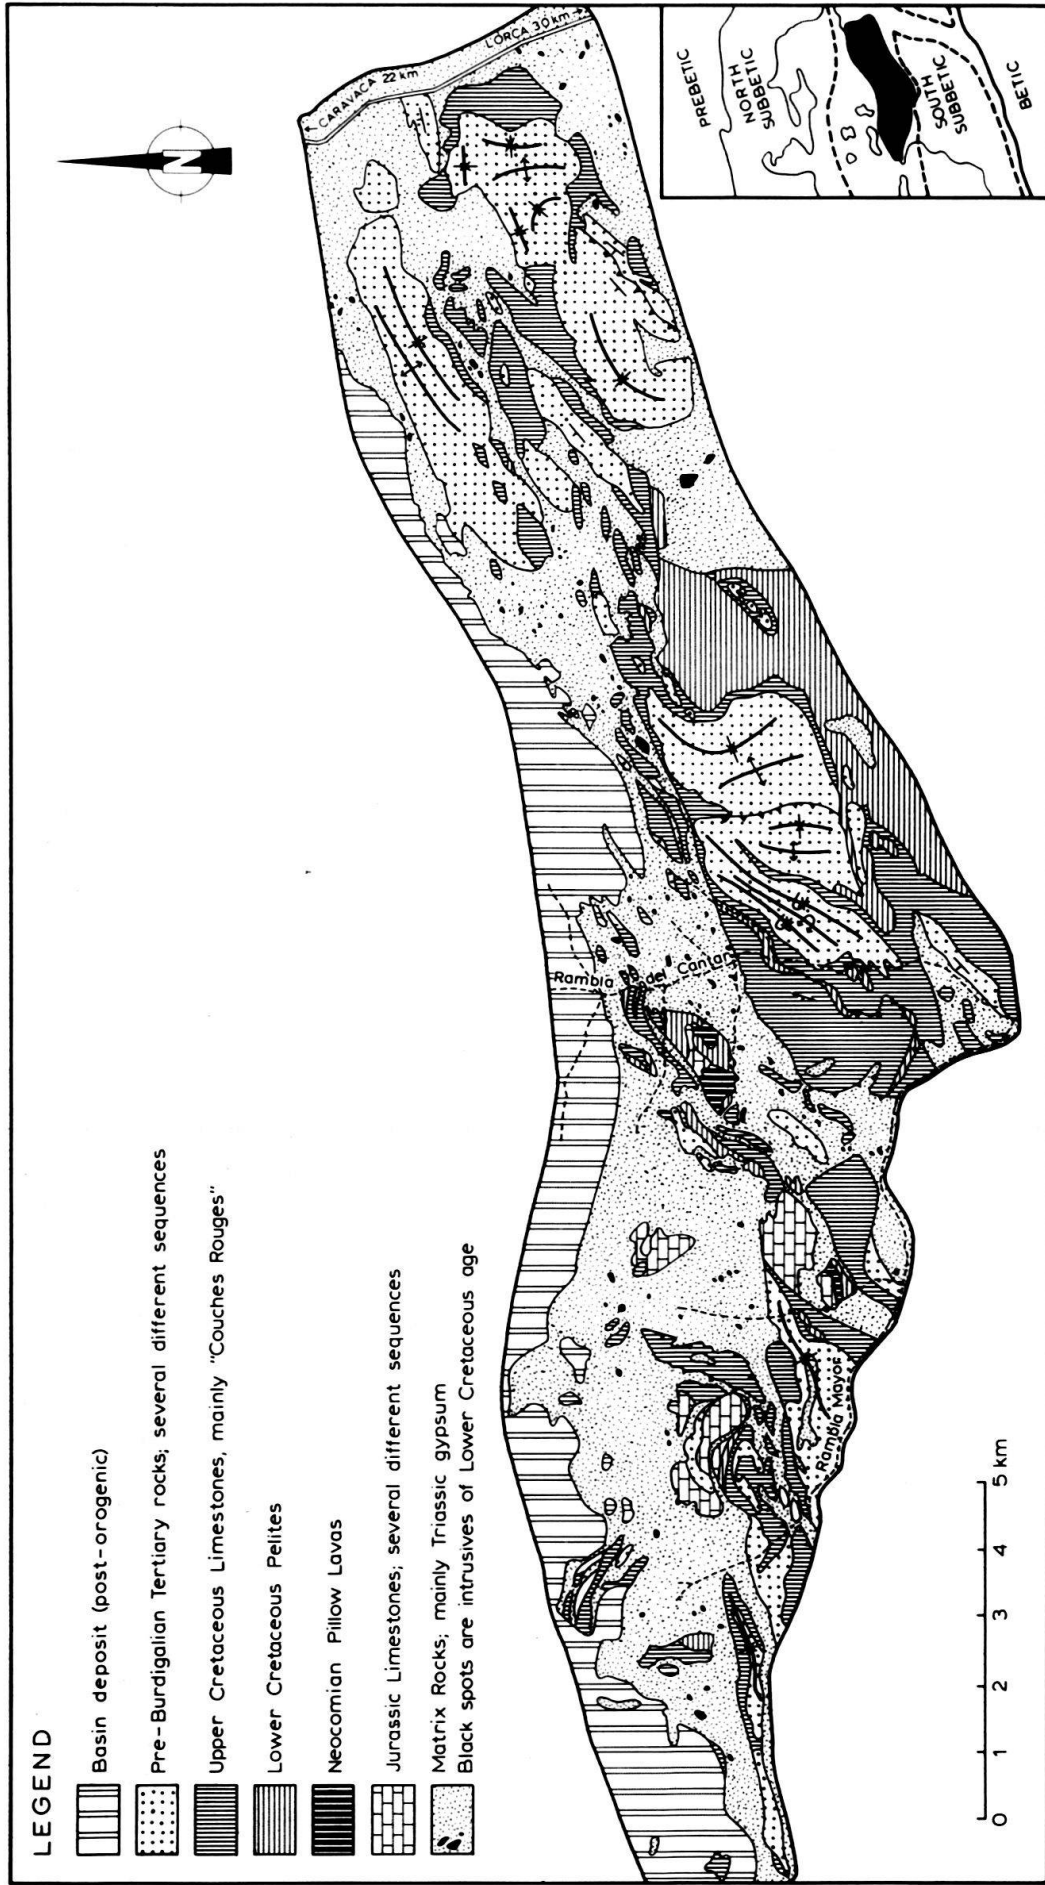 LEGEND
Basin deposit (post-orogenic)
Pre-Burdigalian Tertiary rocks; several different sequences
Upper Cretaceous Limestones, mainly "Couches Rouges"
Lower Cretaceous Pelites
Neocomian Pillow Lavas
Jurassic Limestones; several different sequences
Matrix Rocks; mainly Triassic gypsum
Black spots are intrusives of Lower Cretaceous age
0 1 2 3 4 5 km
Rambla Mayor
Rambla del Cantar
N
CARAVACA 22 km
LORCA 30 km
PREBETIC
NORTH
SUBBETIC
SOUTH
SUBBETIC
BETIC